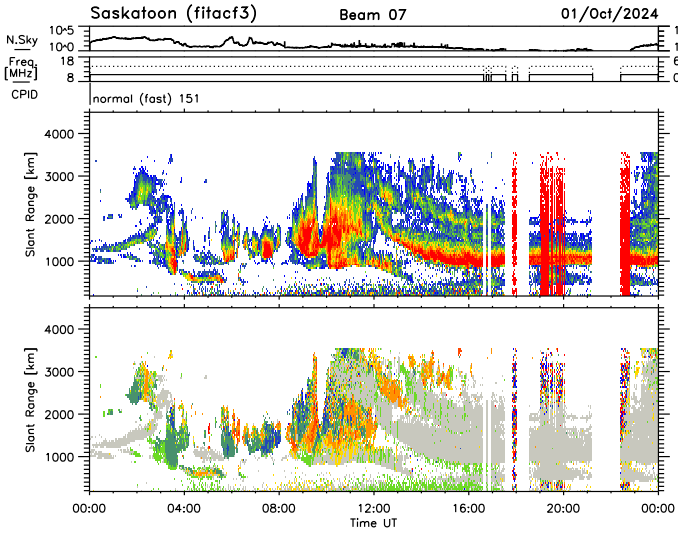 Saskatoon (fitacf3) Beam 07 01/Oct/2024
10^5
N.Sky
10^0
Freq. 18
[MHz] 8
CPID normal (fast) 151
4000
3000
2000
1000
Slant Range [km]
4000
3000
2000
1000
Slant Range [km]
00:00 04:00 08:00 12:00 16:00 20:00 00:00
Time UT